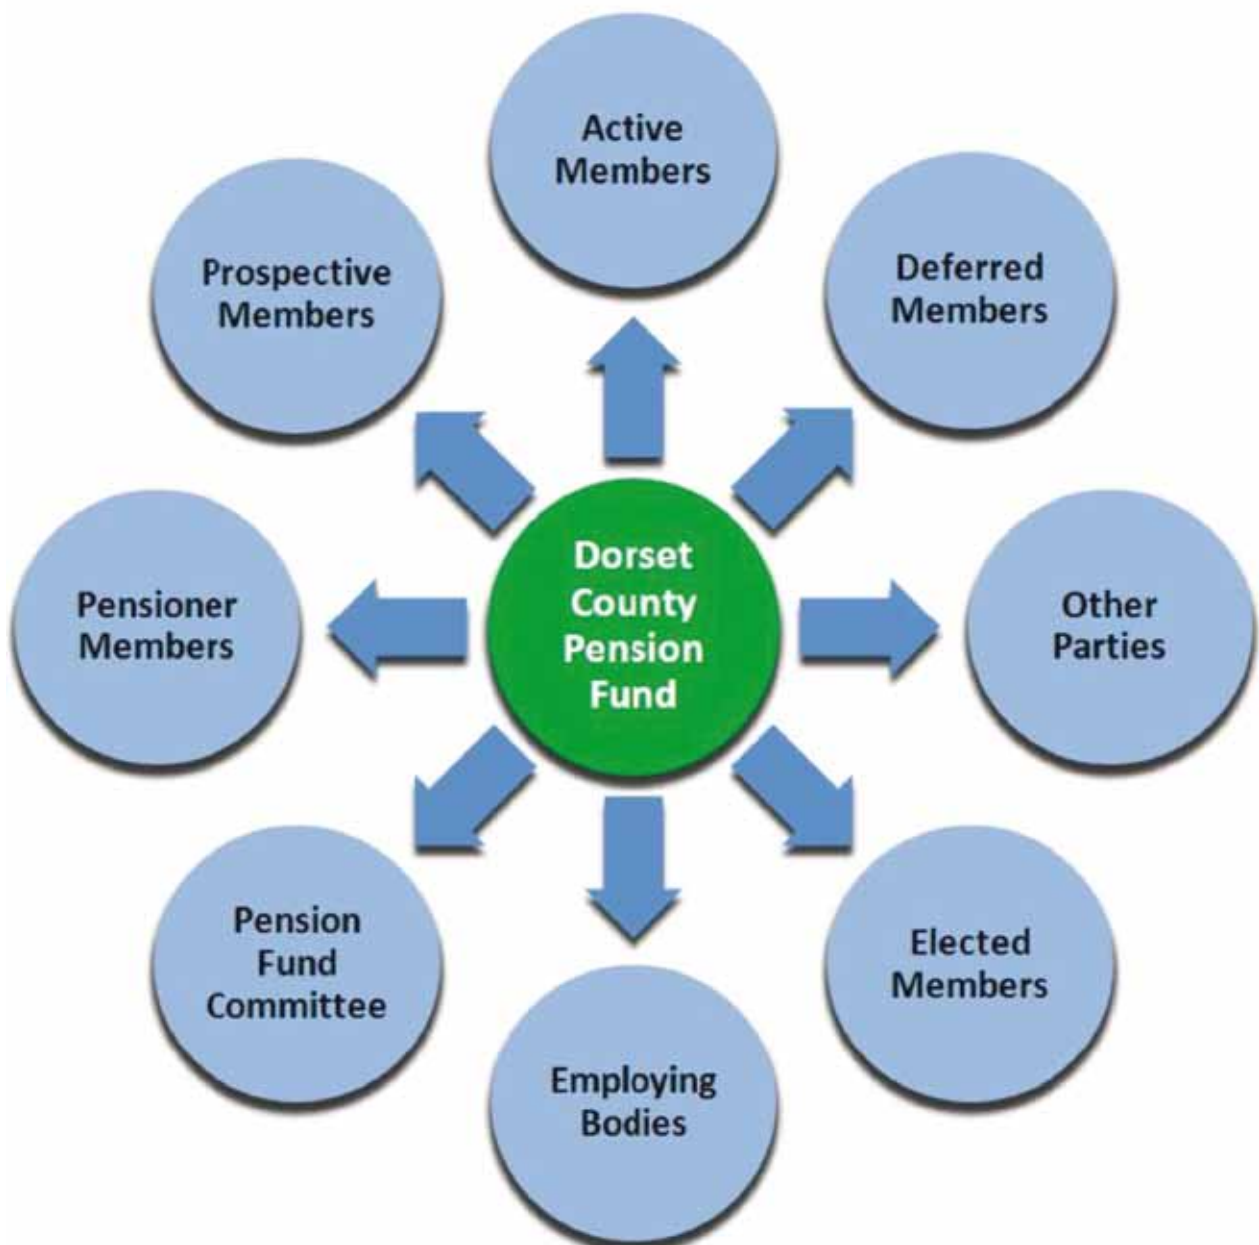 Active
Members
Prospective
Members
Deferred
Members
Dorset
County
Pension
Fund
Pensioner
Members
Other
Parties
Pension
Fund
Committee
Elected
Members
Employing
Bodies